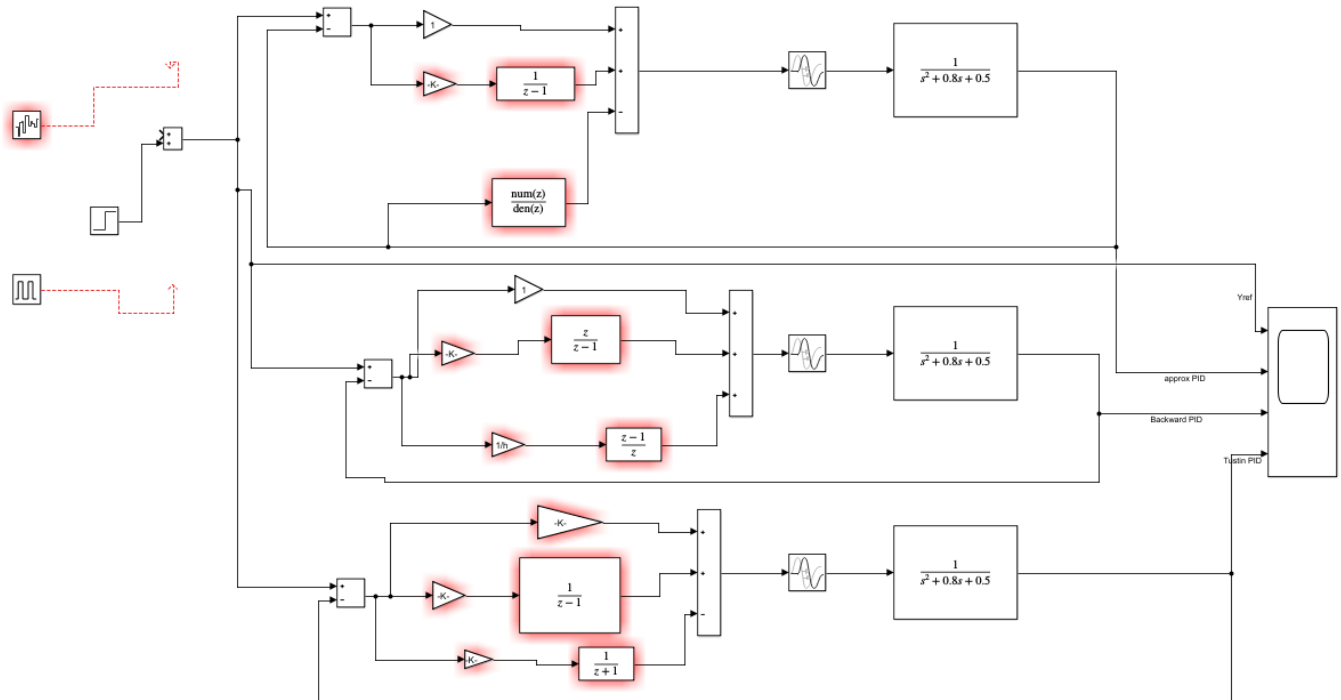 +
−
1
-K-
1
z − 1
+
+
−
1
s² + 0.8s + 0.5
+
+
num(z)
den(z)
Yref
1
-K-
z
z − 1
+
+
+
1
s² + 0.8s + 0.5
+
−
approx PID
Backward PID
1/h
z − 1
z
Tustin PID
-K-
+
−
-K-
1
z − 1
+
+
−
1
s² + 0.8s + 0.5
-K-
1
z + 1